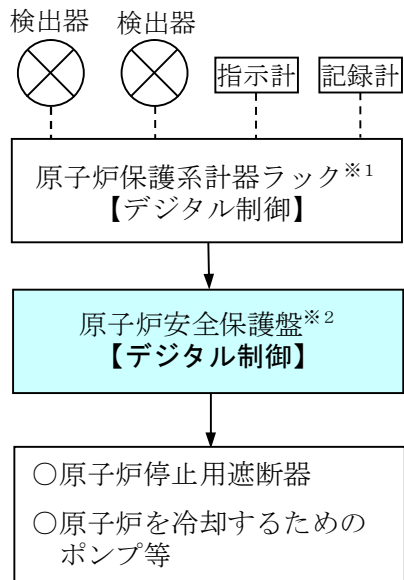 検出器 検出器
指示計 記録計
原子炉保護系計器ラック※1
【デジタル制御】
原子炉安全保護盤※2
【デジタル制御】
○原子炉停止用遮断器
○原子炉を冷却するための
ポンプ等